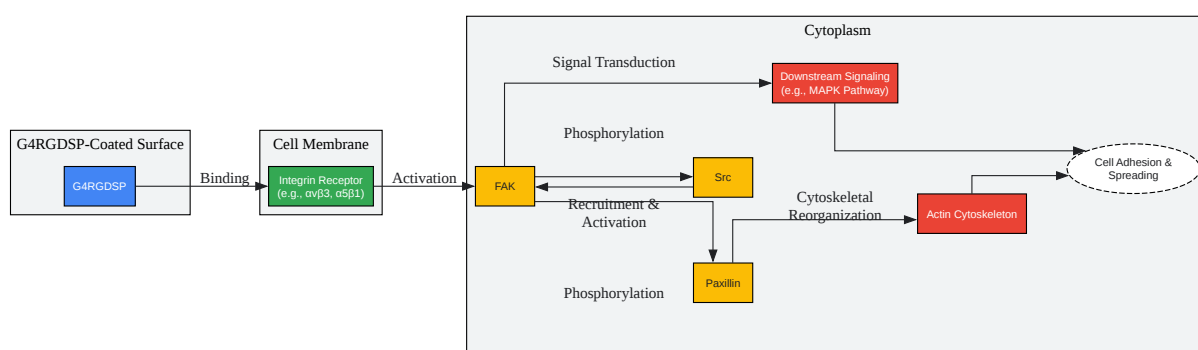 Cytoplasm
Signal Transduction
Downstream Signaling
(e.g., MAPK Pathway)
G4RGDSP-Coated Surface
Cell Membrane
Phosphorylation
G4RGDSP
Binding
Integrin Receptor
(e.g., αvβ3, α5β1)
Activation
FAK
Src
Cell Adhesion &
Spreading
Recruitment &
Activation
Cytoskeletal
Reorganization
Actin Cytoskeleton
Phosphorylation
Paxillin